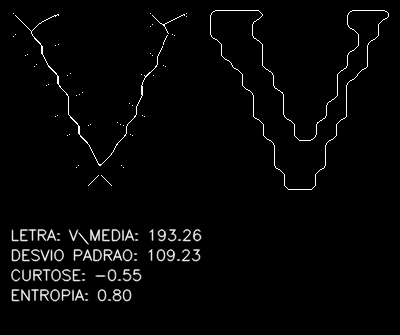 LETRA: V\MEDIA: 193.26
DESVIO PADRAO: 109.23
CURTOSE: -0.55
ENTROPIA: 0.80